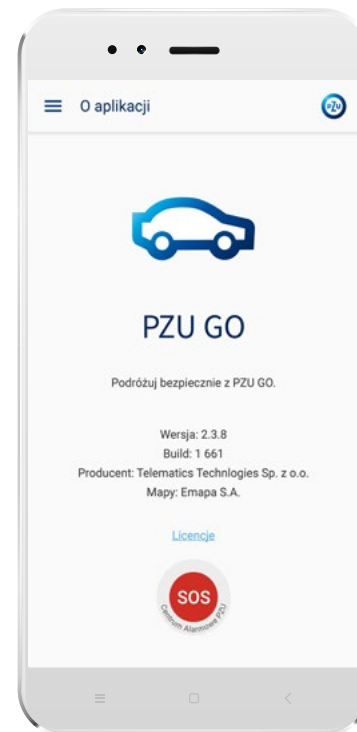 O aplikacji
PZU
PZU GO
Podróżuj bezpiecznie z PZU GO.
Wersja: 2.3.8
Build: 1 661
Producent: Telematics Technlogies Sp. z o.o.
Mapy: Emapa S.A.
Licencje
SOS
Centrum Alarmowe PZU